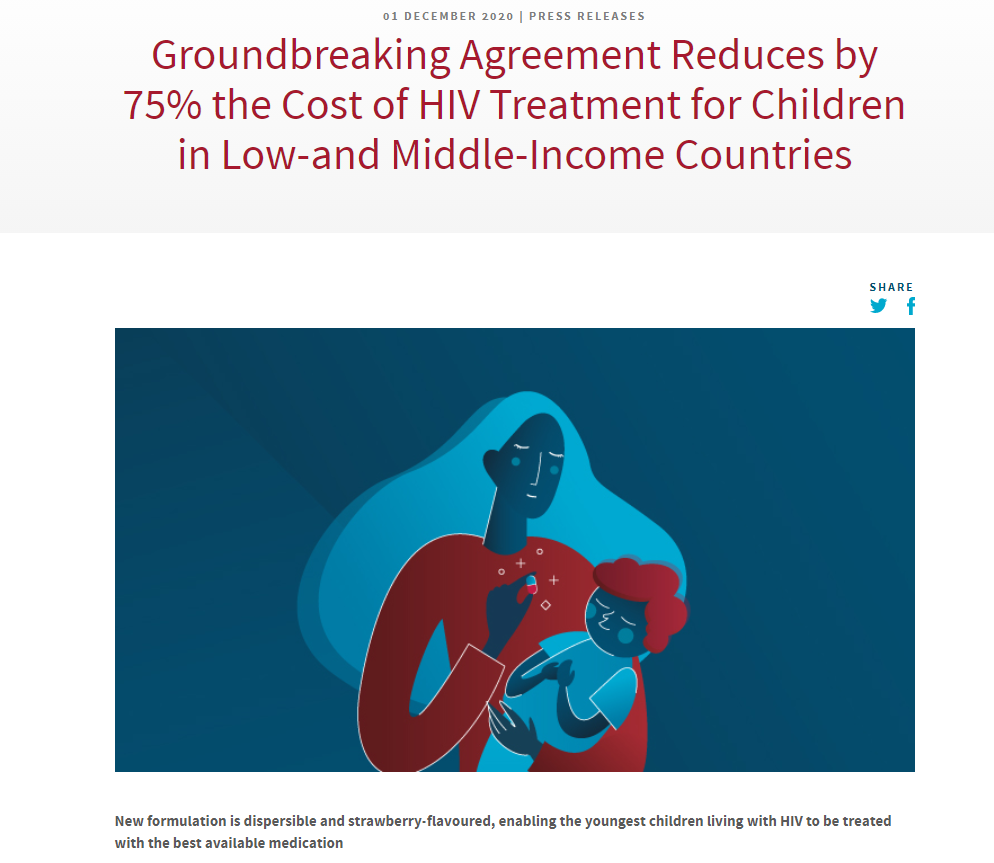 01 DECEMBER 2020 | PRESS RELEASES
Groundbreaking Agreement Reduces by
75% the Cost of HIV Treatment for Children
in Low-and Middle-Income Countries
SHARE
New formulation is dispersible and strawberry-flavoured, enabling the youngest children living with HIV to be treated
with the best available medication